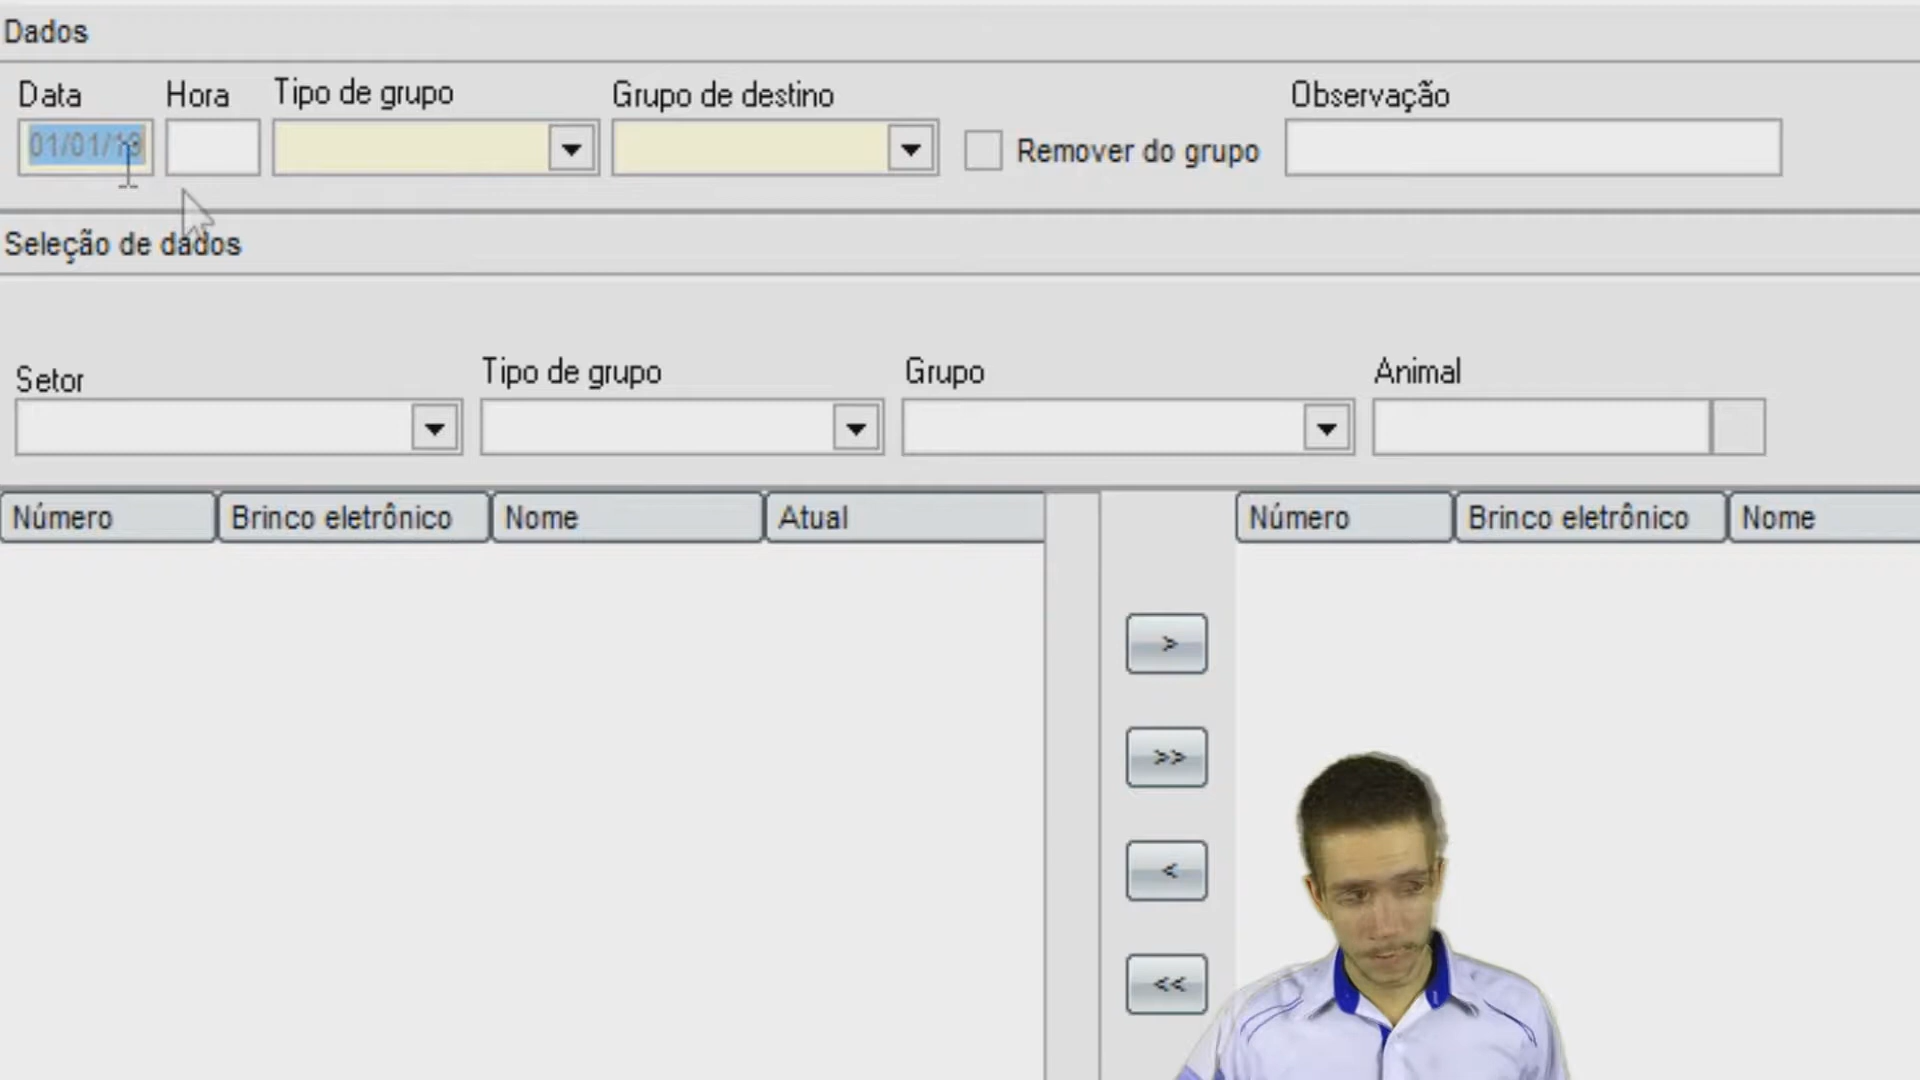 Dados
Data Hora Tipo de grupo Grupo de destino Observação
Remover do grupo
Seleção de dados
Setor Tipo de grupo Grupo Animal
Número Brinco eletrônico Nome Atual Número Brinco eletrônico Nome
>
>>
<
<<